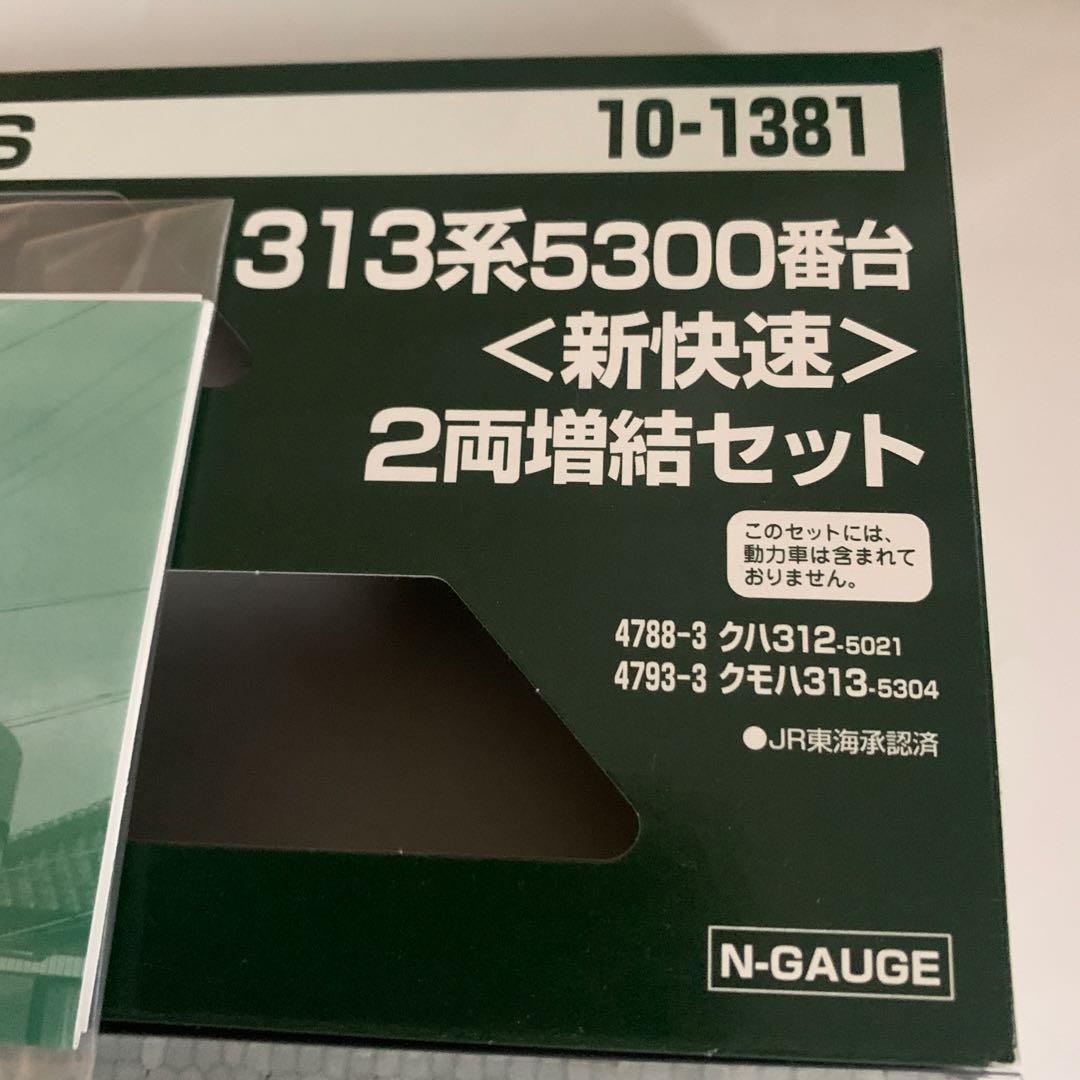 S
10-1381
313系5300番台
<新快速>
2両増結セット
このセットには、
動力車は含まれて
おりません。
4788-3 クハ312-5021
4793-3 クモハ313-5304
●JR東海承認済
N-GAUGE